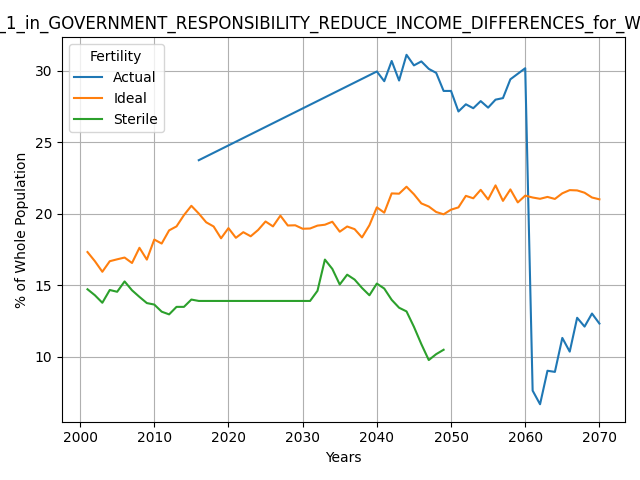 _1_in_GOVERNMENT_RESPONSIBILITY_REDUCE_INCOME_DIFFERENCES_for_W
Fertility
Actual
Ideal
Sterile
% of Whole Population
30
25
20
15
10
2000 2010 2020 2030 2040 2050 2060 2070
Years